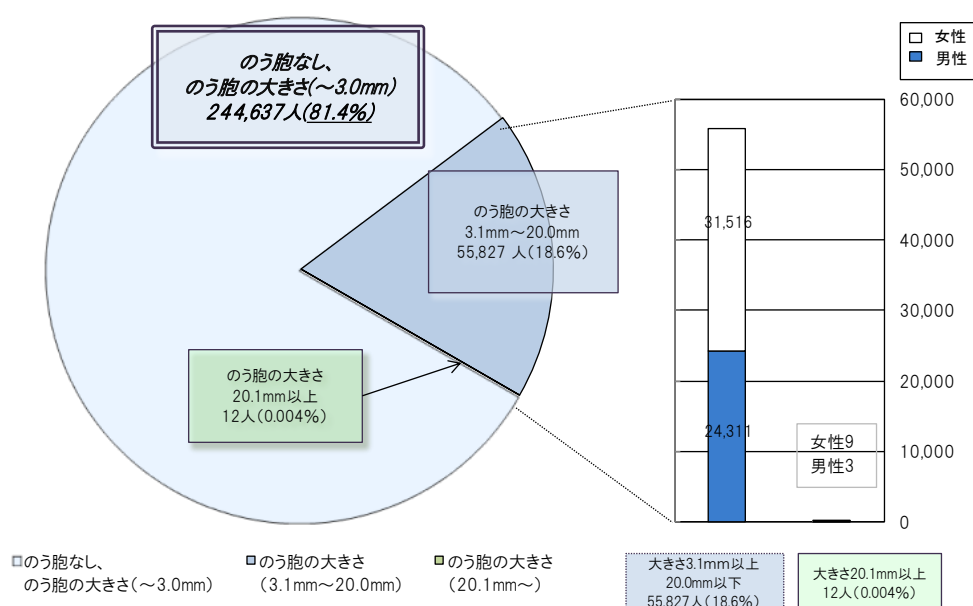 のう胞なし、
のう胞の大きさ(～3.0mm)
244,637人(81.4%)
のう胞の大きさ
3.1mm～20.0mm
55,827 人(18.6%)
のう胞の大きさ
20.1mm以上
12人(0.004%)
女性
男性
60,000
50,000
40,000
30,000
20,000
10,000
0
31,516
24,311
女性9
男性3
のう胞なし、
のう胞の大きさ(～3.0mm)
のう胞の大きさ
(3.1mm～20.0mm)
のう胞の大きさ
(20.1mm～)
大きさ3.1mm以上
20.0mm以下
55,827人(18.6%)
大きさ20.1mm以上
12人(0.004%)